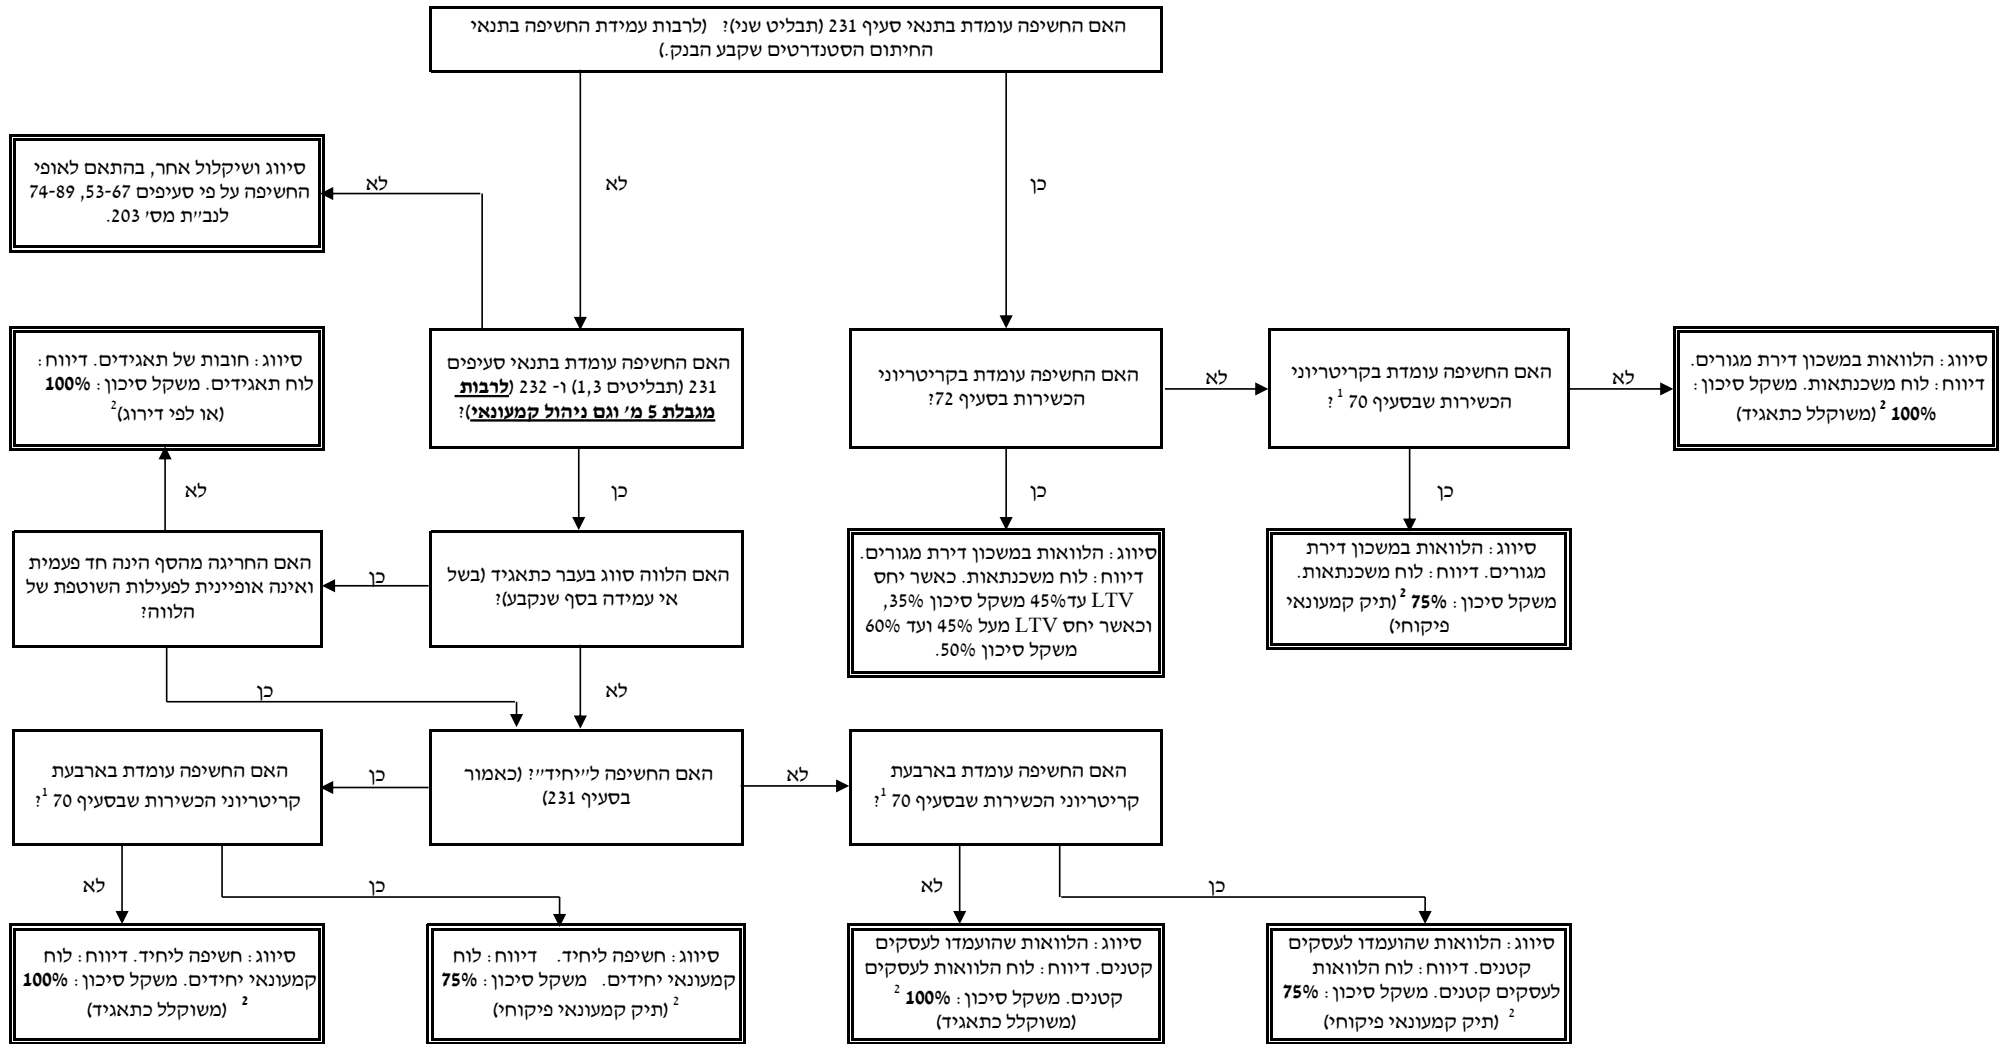 האם החשיפה עומדת בתנאי סעיף 231 (תבליט שני)? (לרבות עמידת החשיפה בתנאי
החיתום הסטנדרטים שקבע הבנק.)
כן
לא
לא
סיווג ושיקלול אחר, בהתאם לאופי
החשיפה על פי סעיפים 53-67, 74-89
לנב״ת מס׳ 203.
סיווג: הלוואות במשכון דירת מגורים.
דיווח: לוח משכנתאות. משקל סיכון:
100% ² (משוקלל כתאגיד)
לא
האם החשיפה עומדת בקריטריוני
הכשירות שבסעיף 70 ¹ ?
לא
האם החשיפה עומדת בקריטריוני
הכשירות בסעיף 72?
האם החשיפה עומדת בתנאי סעיפים
231 (תבליטים 1,3) ו- 232 (לרבות
מגבלת 5 מ׳ וגם ניהול קמעונאי)?
סיווג: חובות של תאגידים. דיווח:
לוח תאגידים. משקל סיכון: 100%
(או לפי דירוג)²
כן
כן
כן
לא
סיווג: הלוואות במשכון דירת
מגורים. דיווח: לוח משכנתאות.
משקל סיכון: 75% ² (תיק קמעונאי
פיקוחי)
סיווג: הלוואות במשכון דירת מגורים.
דיווח: לוח משכנתאות. כאשר יחס
LTV עד 45% משקל סיכון 35%,
וכאשר יחס LTV מעל 45% ועד 60%
משקל סיכון 50%.
האם הלווה סווג בעבר כתאגיד (בשל
אי עמידה בסף שנקבע)?
כן
האם החריגה מהסף הינה חד פעמית
ואינה אופיינית לפעילות השוטפת של
הלווה?
לא
כן
האם החשיפה עומדת בארבעת
קריטריוני הכשירות שבסעיף 70 ¹?
לא
האם החשיפה ל״יחיד״? (כאמור
בסעיף 231)
כן
האם החשיפה עומדת בארבעת
קריטריוני הכשירות שבסעיף 70 ¹?
כן
לא
כן
לא
סיווג: הלוואות שהועמדו לעסקים
קטנים. דיווח: לוח הלוואות
לעסקים קטנים. משקל סיכון: 75%
² (תיק קמעונאי פיקוחי)
סיווג: הלוואות שהועמדו לעסקים
קטנים. דיווח: לוח הלוואות לעסקים
קטנים. משקל סיכון: 100% ²
(משוקלל כתאגיד)
סיווג: חשיפה ליחיד. דיווח: לוח
קמעונאי יחידים. משקל סיכון: 75%
² (תיק קמעונאי פיקוחי)
סיווג: חשיפה ליחיד. דיווח: לוח
קמעונאי יחידים. משקל סיכון: 100%
² (משוקלל כתאגיד)